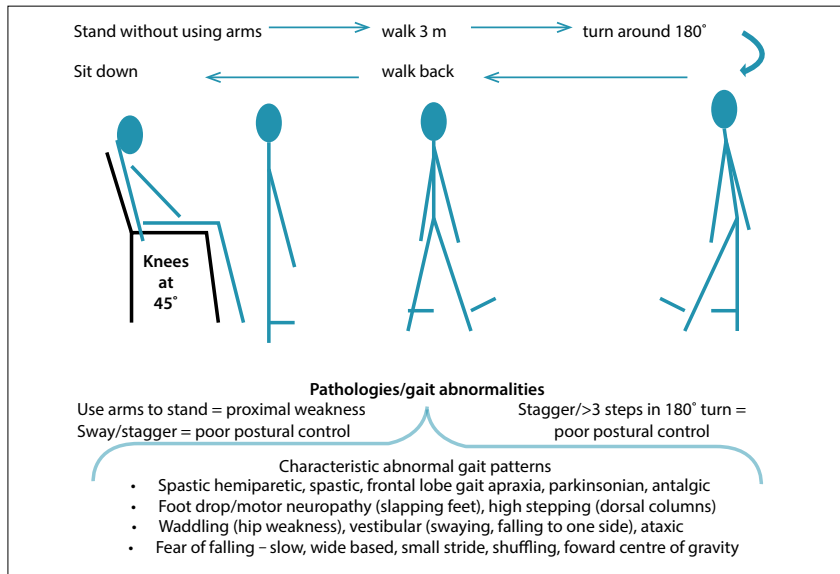 Stand without using arms walk 3 m turn around 180˚
Sit down walk back
Knees
at
45˚
Pathologies/gait abnormalities
Use arms to stand = proximal weakness
Sway/stagger = poor postural control
Stagger/>3 steps in 180˚ turn =
poor postural control
Characteristic abnormal gait patterns
• Spastic hemiparetic, spastic, frontal lobe gait apraxia, parkinsonian, antalgic
• Foot drop/motor neuropathy (slapping feet), high stepping (dorsal columns)
• Waddling (hip weakness), vestibular (swaying, falling to one side), ataxic
• Fear of falling – slow, wide based, small stride, shuffling, foward centre of gravity